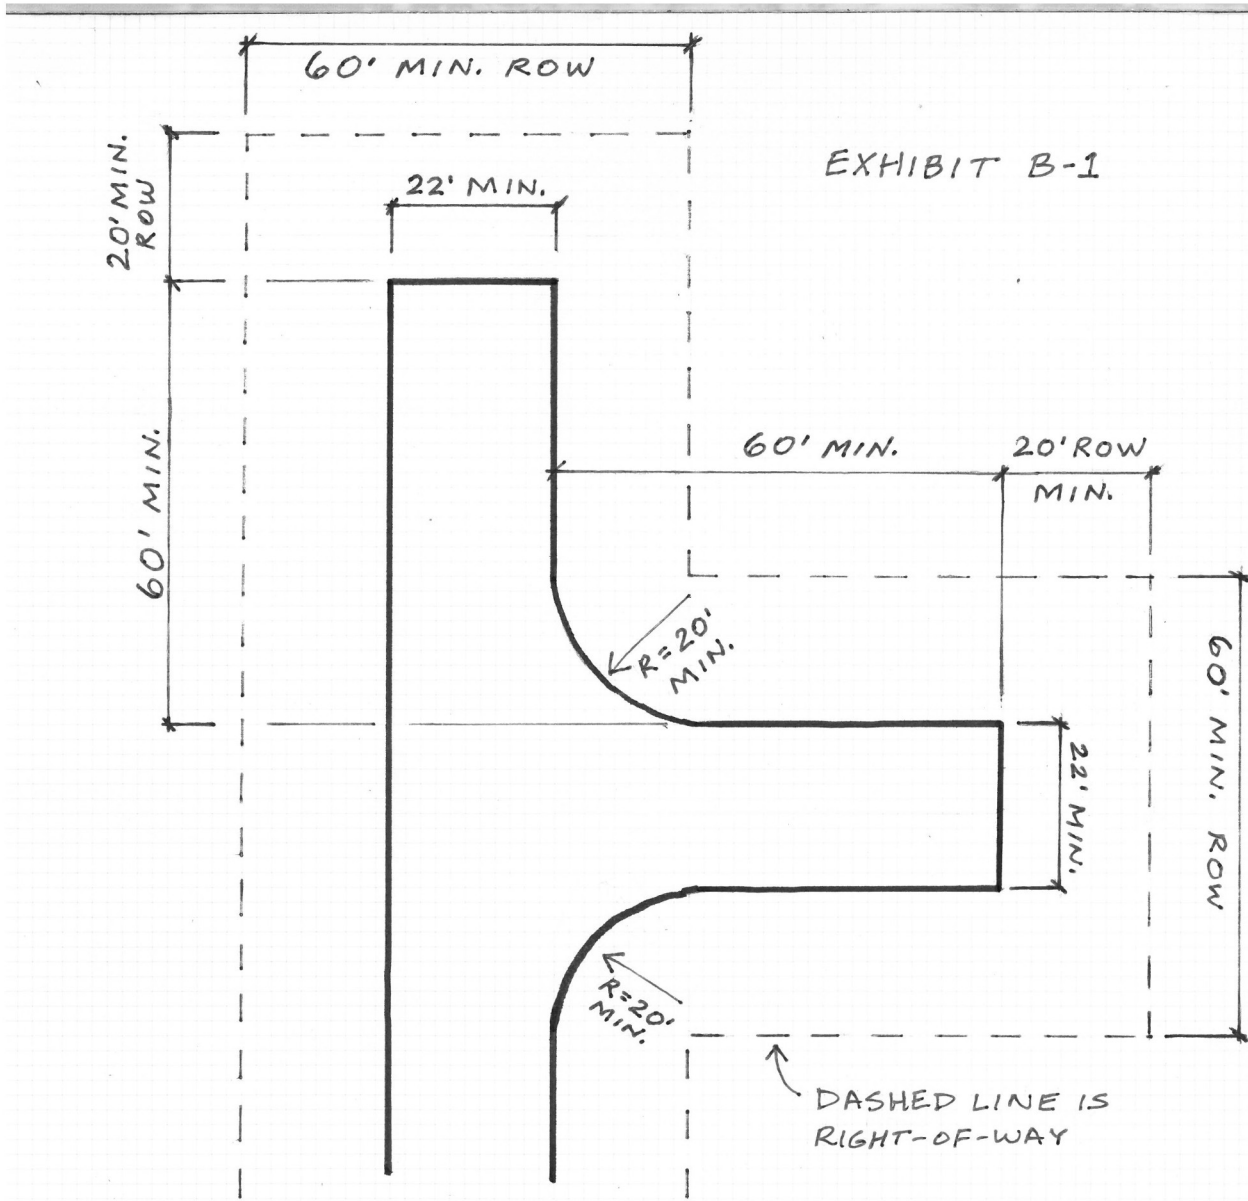 60' MIN. ROW
EXHIBIT B-1
20' MIN.
ROW
22' MIN.
60' MIN.
60' MIN.
20' ROW
MIN.
R=20'
MIN.
60' MIN. ROW
22' MIN.
R=20'
MIN.
DASHED LINE IS
RIGHT-OF-WAY